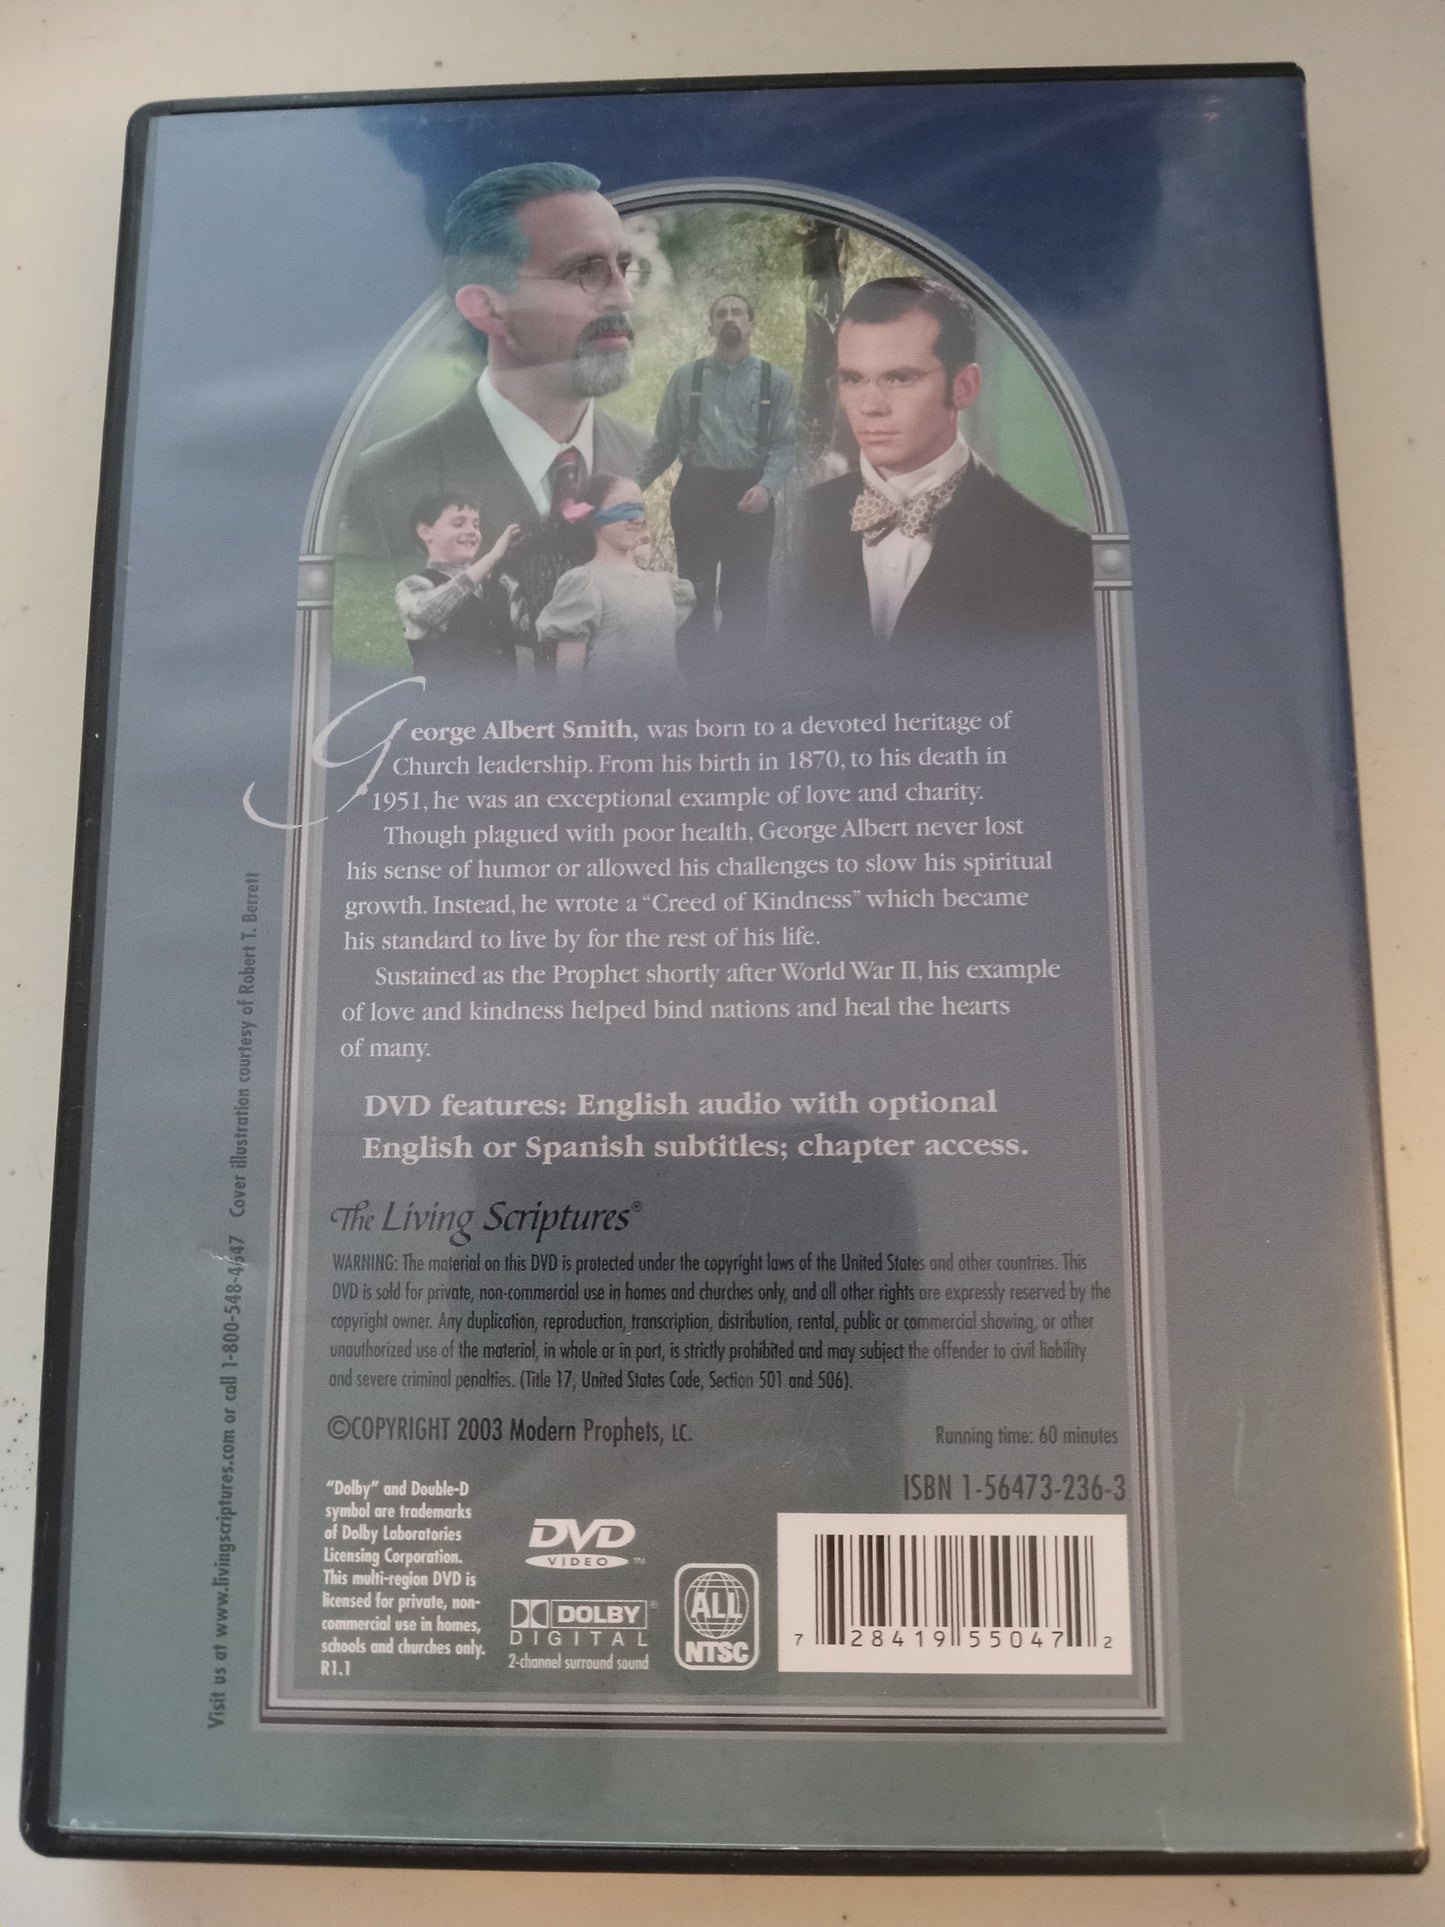 George Albert Smith, was born to a devoted heritage of
Church leadership. From his birth in 1870, to his death in
1951, he was an exceptional example of love and charity.
Though plagued with poor health, George Albert never lost
his sense of humor or allowed his challenges to slow his spiritual
growth. Instead, he wrote a “Creed of Kindness” which became
his standard to live by for the rest of his life.
Sustained as the Prophet shortly after World War II, his example
of love and kindness helped bind nations and heal the hearts
of many.
DVD features: English audio with optional
English or Spanish subtitles; chapter access.
The Living Scriptures®
WARNING: The material on this DVD is protected under the copyright laws of the United States and other countries. This
DVD is sold for private, non-commercial use in homes and churches only, and all other rights are expressly reserved by the
copyright owner. Any duplication, reproduction, transcription, distribution, rental, public or commercial showing, or other
unauthorized use of the material, in whole or in part, is strictly prohibited and may subject the offender to civil liability
and severe criminal penalties. (Title 17, United States Code, Section 501 and 506).
©COPYRIGHT 2003 Modern Prophets, LC.
Running time: 60 minutes
ISBN 1-56473-236-3
“Dolby” and Double-D
symbol are trademarks
of Dolby Laboratories
Licensing Corporation.
This multi-region DVD is
licensed for private, non-
commercial use in homes,
schools and churches only.
R1.1
DVD
VIDEO ™
DOLBY®
DIGITAL
2-channel surround sound
ALL
NTSC
7 28419 55047 2
Visit us at www.livingscriptures.com or call 1-800-548-4647 Cover illustration courtesy of Robert T. Berrett